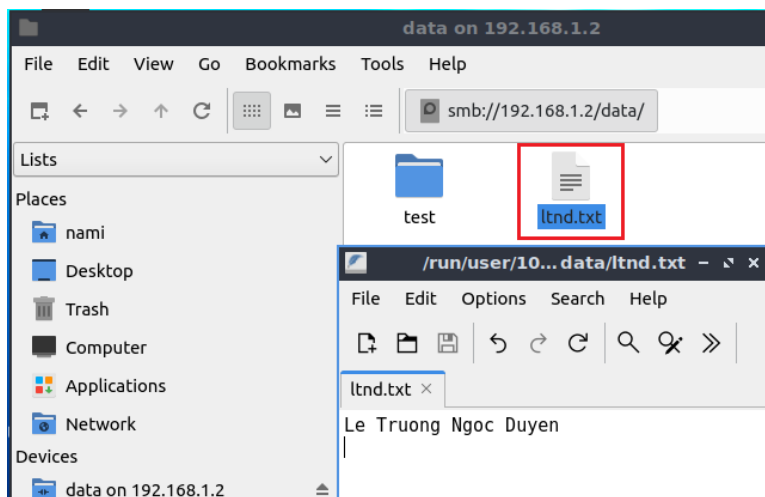 data on 192.168.1.2
File Edit View Go Bookmarks Tools Help
smb://192.168.1.2/data/
Lists
Places
nami
Desktop
Trash
Computer
Applications
Network
Devices
data on 192.168.1.2
test
ltnd.txt
/run/user/10...data/ltnd.txt
File Edit Options Search Help
ltnd.txt
Le Truong Ngoc Duyen